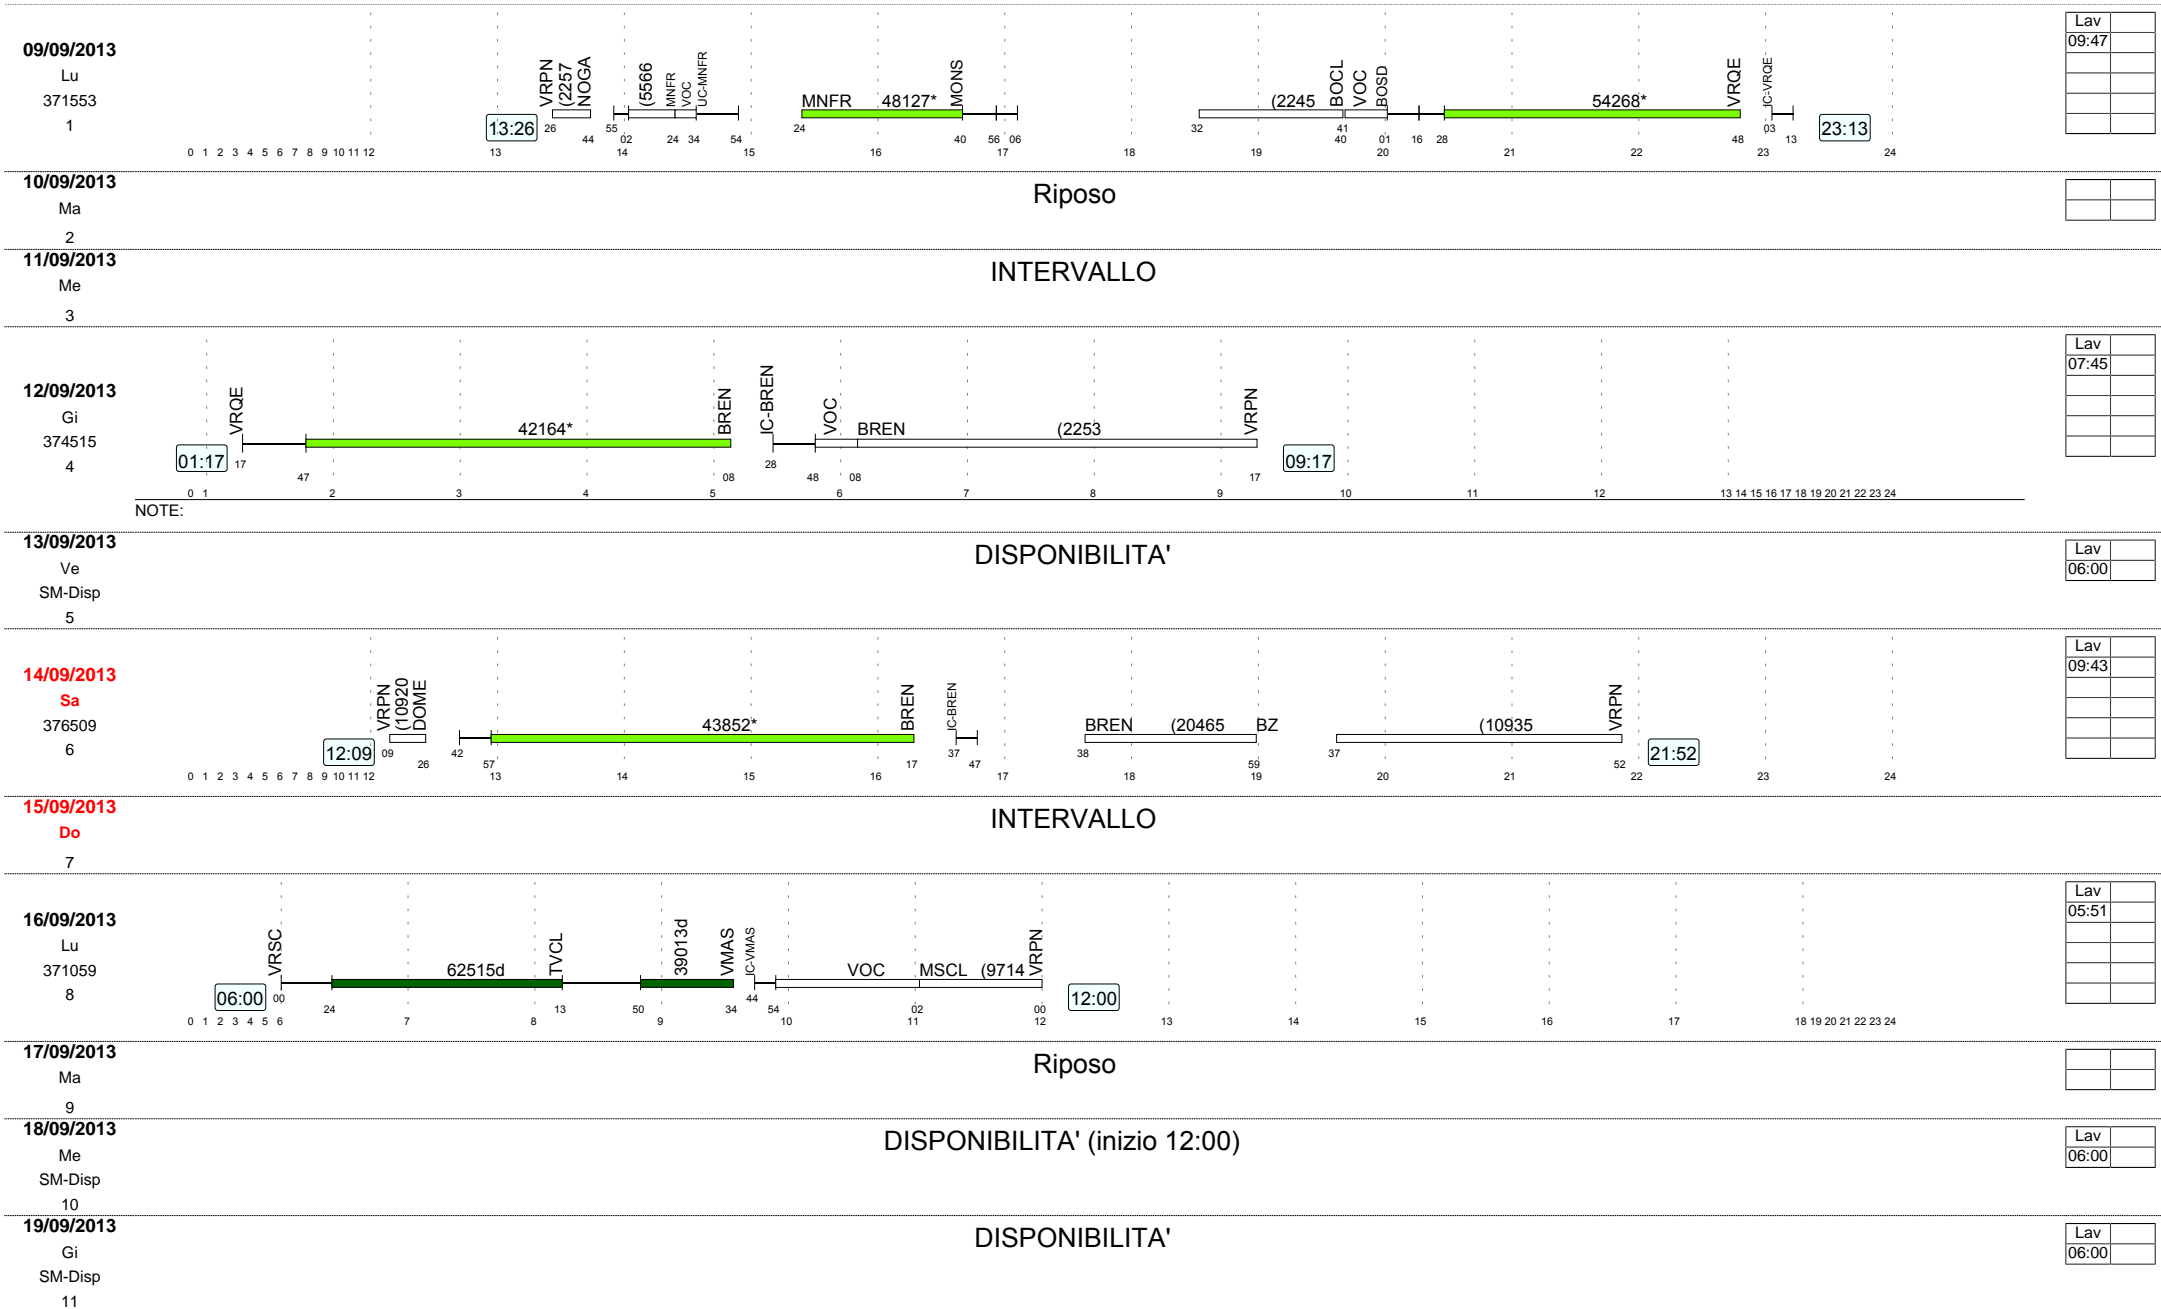 09/09/2013
Lu
371553
1
13:26
VRPN (2257 NOGA
(5566 MNFR VOC UC-MNFR
MNFR 48127* MONS
(2245 BOCL VOC BOSD
54268* VRQE IC-VRQE
26 44 55 02 24 34 54 24 40 56 06 32 40 41 01 16 28 48 03 13
23:13
0 1 2 3 4 5 6 7 8 9 10 11 12 13 14 15 16 17 18 19 20 21 22 23 24
Lav
09:47
10/09/2013
Ma
2
Riposo
11/09/2013
Me
3
INTERVALLO
12/09/2013
Gi
374515
4
01:17
VRQE 42164* BREN IC-BREN VOC BREN (2253 VRPN
17 47 08 28 48 08 17
09:17
0 1 2 3 4 5 6 7 8 9 10 11 12 13 14 15 16 17 18 19 20 21 22 23 24
NOTE:
Lav
07:45
13/09/2013
Ve
SM-Disp
5
DISPONIBILITA'
Lav
06:00
14/09/2013
Sa
376509
6
12:09
VRPN (10920 DOME 43852* BREN IC-BREN BREN (20465 BZ (10935 VRPN
09 26 42 57 17 37 47 38 59 37 52
21:52
0 1 2 3 4 5 6 7 8 9 10 11 12 13 14 15 16 17 18 19 20 21 22 23 24
Lav
09:43
15/09/2013
Do
7
INTERVALLO
16/09/2013
Lu
371059
8
06:00
VRSC 62515d TVCL 39013d VMAS IC-VMAS VOC MSCL (9714 VRPN
00 24 13 50 34 44 54 02 00
12:00
0 1 2 3 4 5 6 7 8 9 10 11 12 13 14 15 16 17 18 19 20 21 22 23 24
Lav
05:51
17/09/2013
Ma
9
Riposo
18/09/2013
Me
SM-Disp
10
DISPONIBILITA' (inizio 12:00)
Lav
06:00
19/09/2013
Gi
SM-Disp
11
DISPONIBILITA'
Lav
06:00